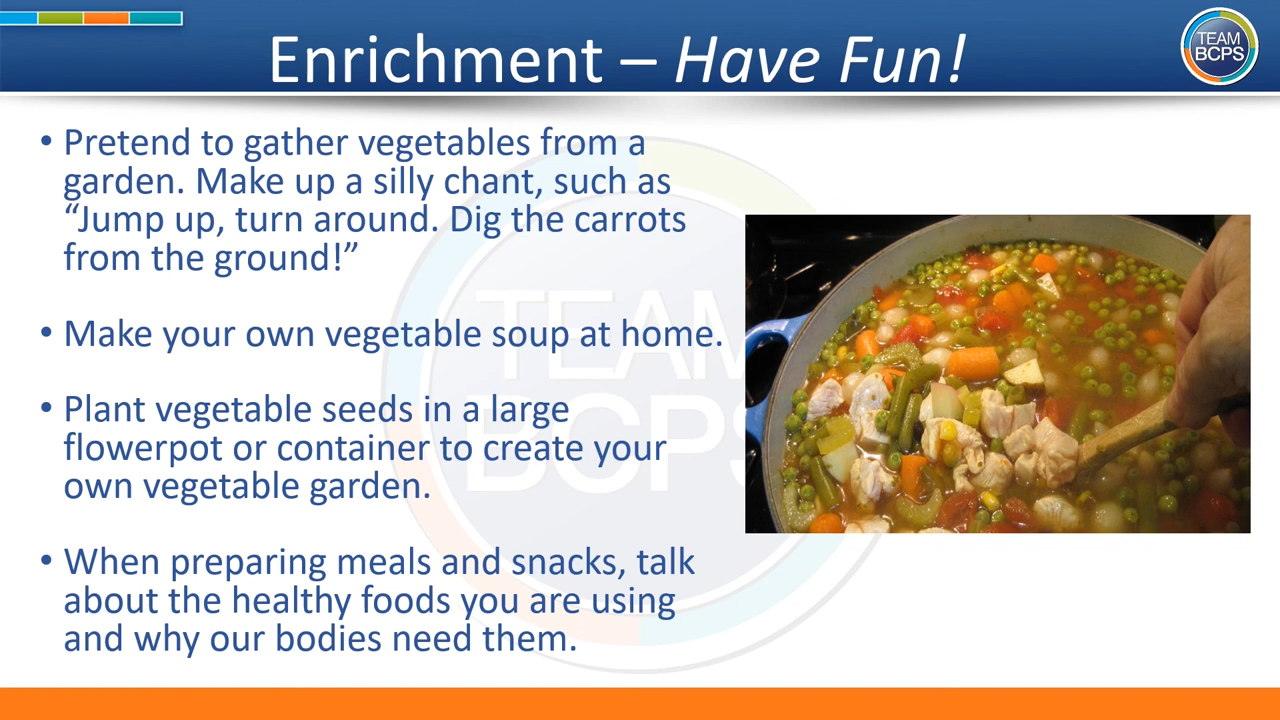 Enrichment – Have Fun!
TEAM
BCPS
• Pretend to gather vegetables from a
garden. Make up a silly chant, such as
“Jump up, turn around. Dig the carrots
from the ground!”
• Make your own vegetable soup at home.
• Plant vegetable seeds in a large
flowerpot or container to create your
own vegetable garden.
• When preparing meals and snacks, talk
about the healthy foods you are using
and why our bodies need them.
TEAM
BCPS